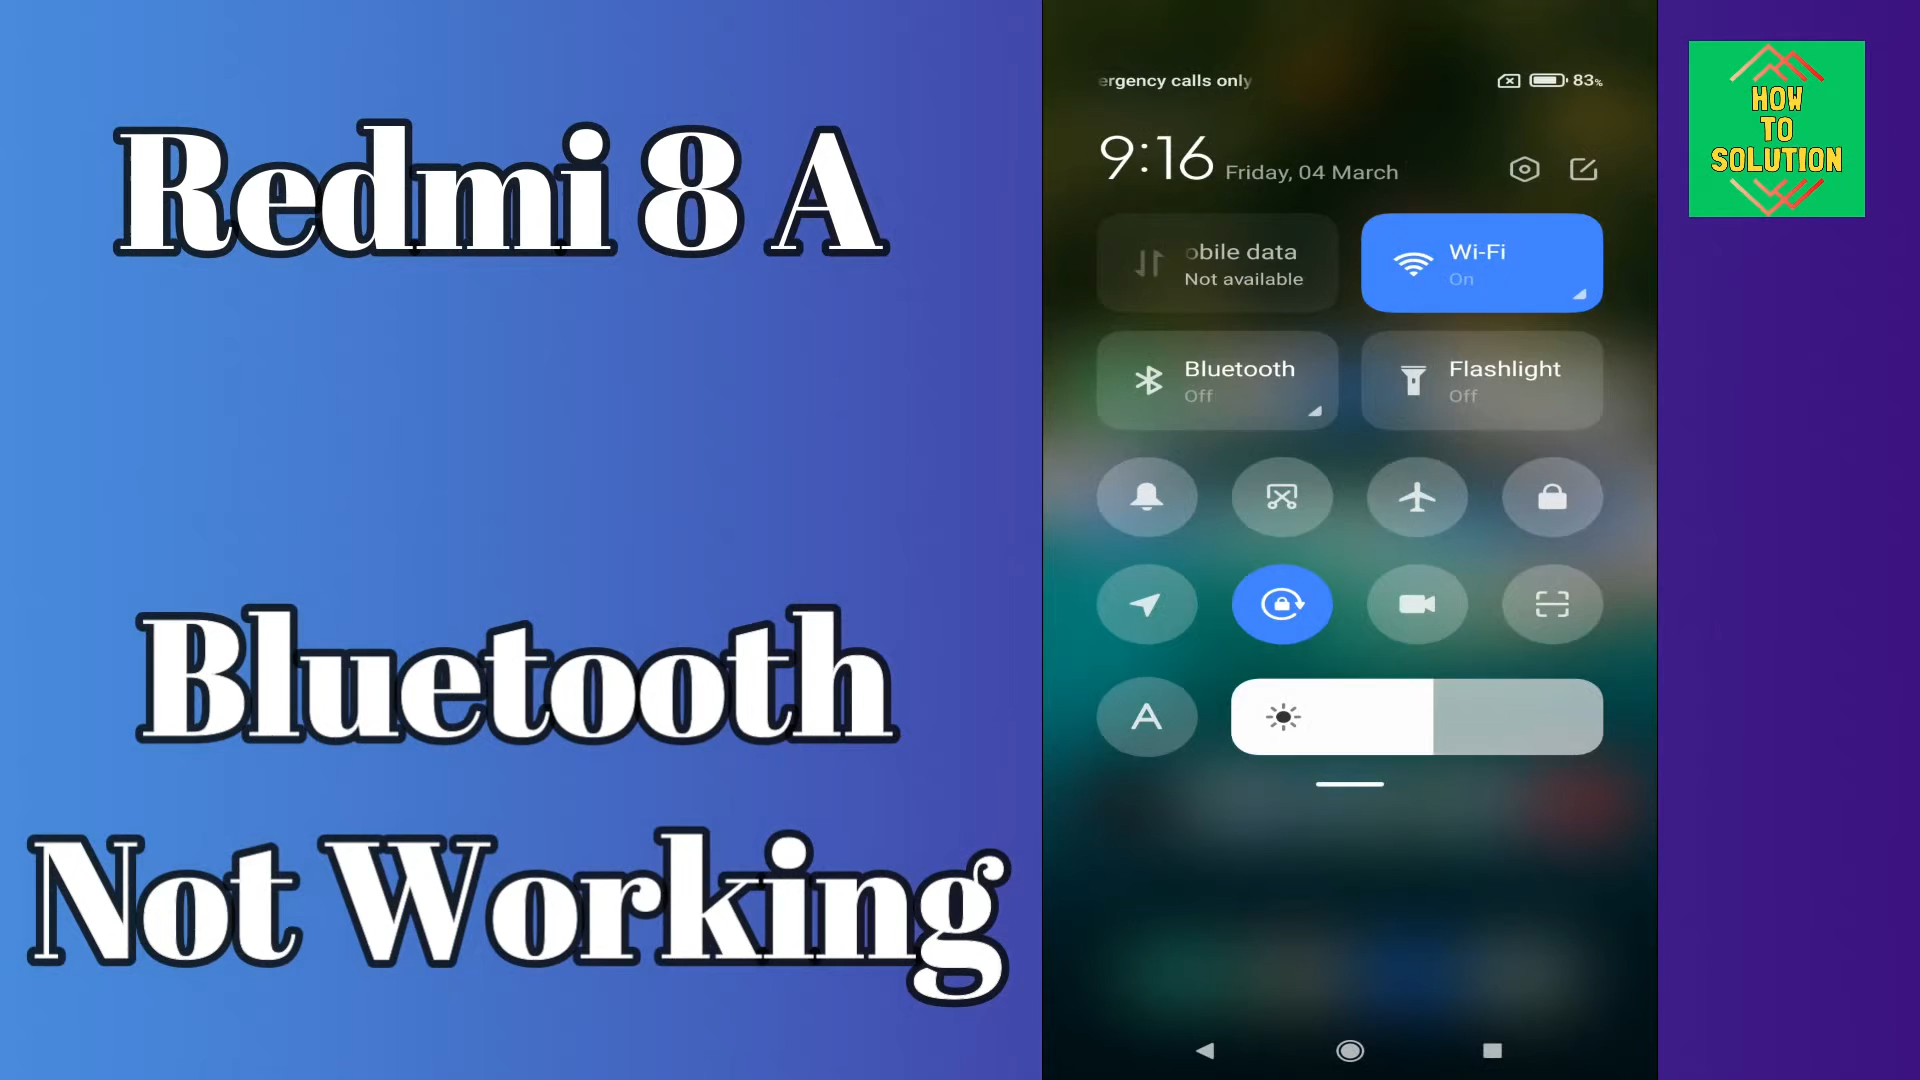 Redmi 8 A
Bluetooth
Not Working
ergency calls only
83%
9:16 Friday, 04 March
obile data
Not available
Wi-Fi
On
Bluetooth
Off
Flashlight
Off
A
HOW
TO
SOLUTION